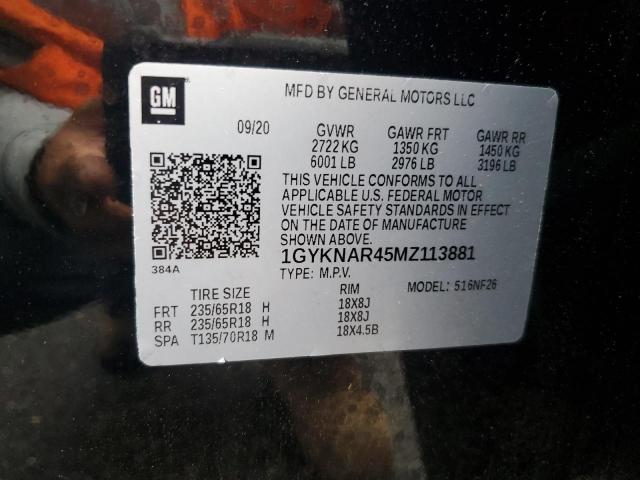 GM
MFD BY GENERAL MOTORS LLC
09/20 GVWR GAWR FRT GAWR RR
2722 KG 1350 KG 1450 KG
6001 LB 2976 LB 3196 LB
THIS VEHICLE CONFORMS TO ALL
APPLICABLE U.S. FEDERAL MOTOR
VEHICLE SAFETY STANDARDS IN EFFECT
ON THE DATE OF MANUFACTURE
SHOWN ABOVE.
384A
1GYKNAR45MZ113881
TYPE: M.P.V. MODEL: 516NF26
TIRE SIZE RIM
FRT 235/65R18 H 18X8J
RR 235/65R18 H 18X8J
SPA T135/70R18 M 18X4.5B